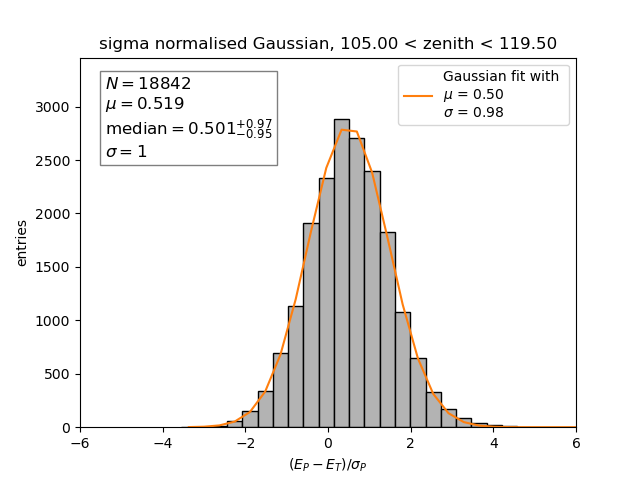 sigma normalised Gaussian, 105.00 < zenith < 119.50
N = 18842
μ = 0.519
median = 0.501 +0.97 −0.95
σ = 1
Gaussian fit with
μ = 0.50
σ = 0.98
entries
3000
2500
2000
1500
1000
500
0
−6 −4 −2 0 2 4 6
(E_P − E_T)/σ_P